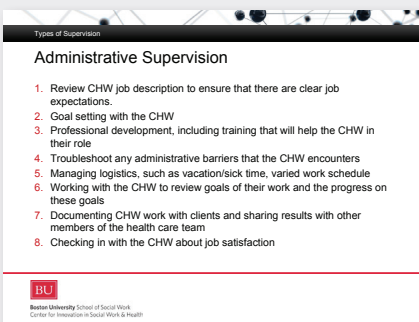 Types of Supervision
Administrative Supervision
1. Review CHW job description to ensure that there are clear job
expectations.
2. Goal setting with the CHW
3. Professional development, including training that will help the CHW in
their role
4. Troubleshoot any administrative barriers that the CHW encounters
5. Managing logistics, such as vacation/sick time, varied work schedule
6. Working with the CHW to review goals of their work and the progress on
these goals
7. Documenting CHW work with clients and sharing results with other
members of the health care team
8. Checking in with the CHW about job satisfaction
BU
Boston University School of Social Work
Center for Innovation in Social Work & Health